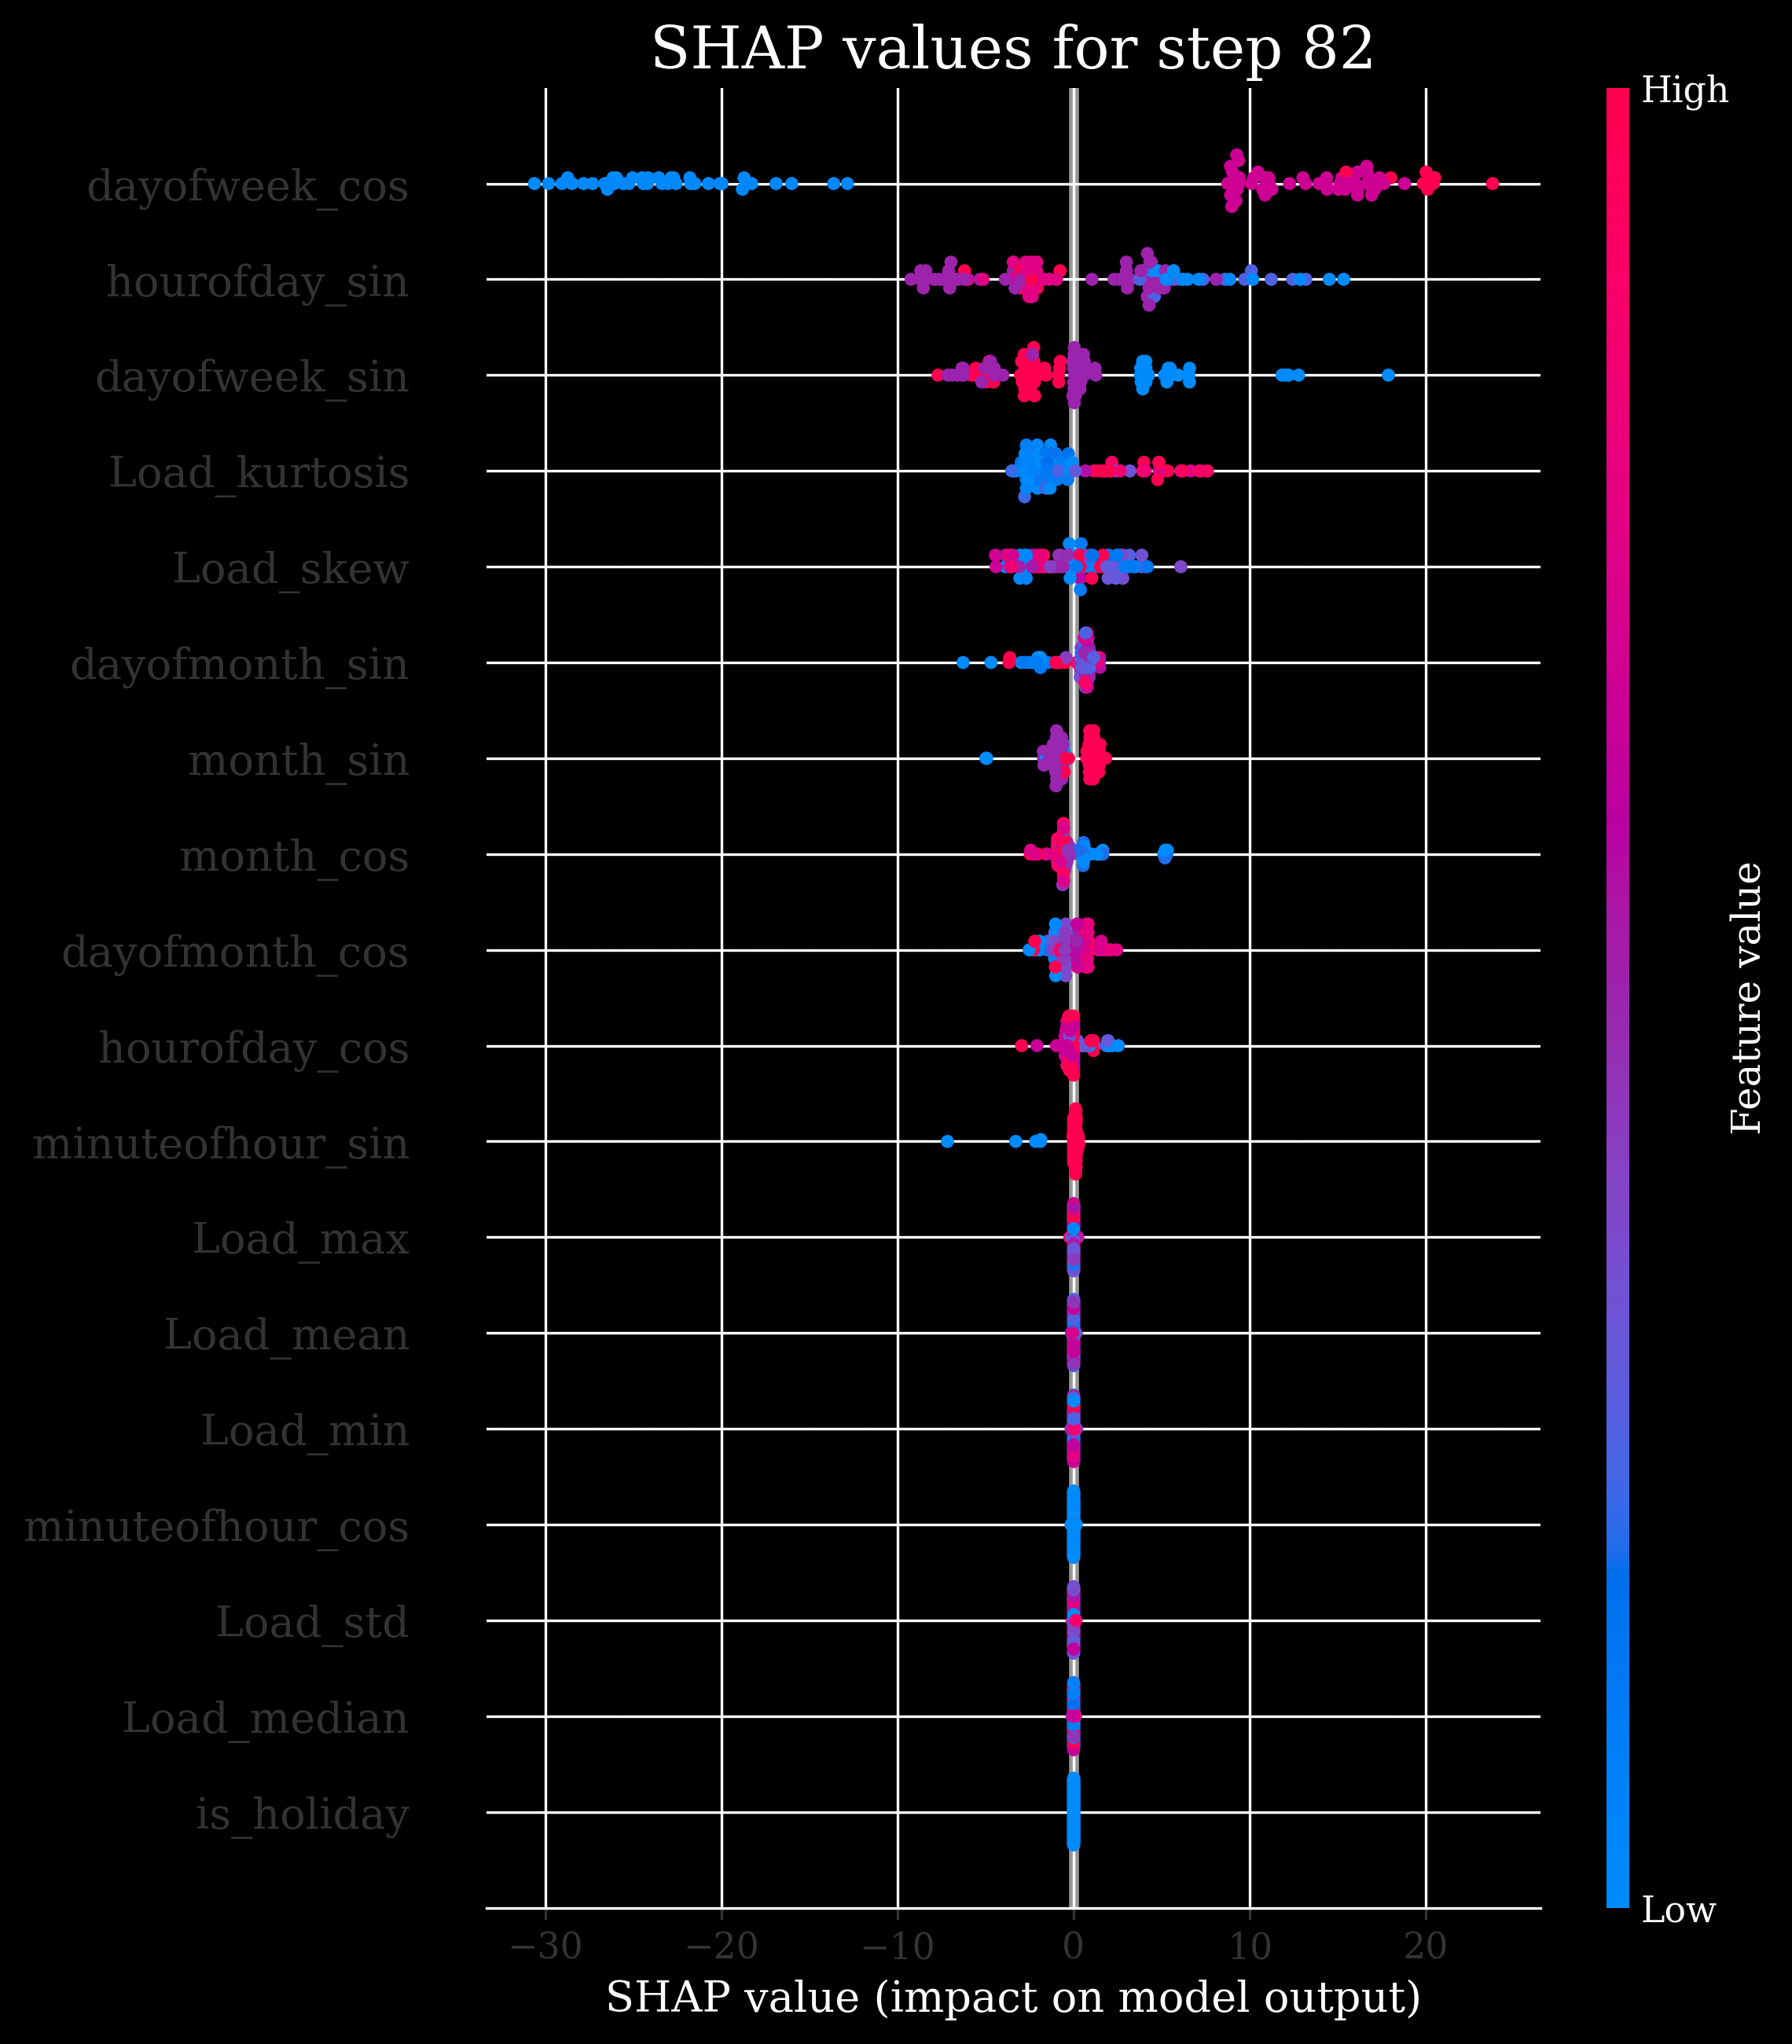 SHAP values for step 82
High
dayofweek_cos
hourofday_sin
dayofweek_sin
Load_kurtosis
Load_skew
dayofmonth_sin
month_sin
month_cos
dayofmonth_cos
hourofday_cos
minuteofhour_sin
Load_max
Load_mean
Load_min
minuteofhour_cos
Load_std
Load_median
is_holiday
Feature value
Low
−30 −20 −10 0 10 20
SHAP value (impact on model output)